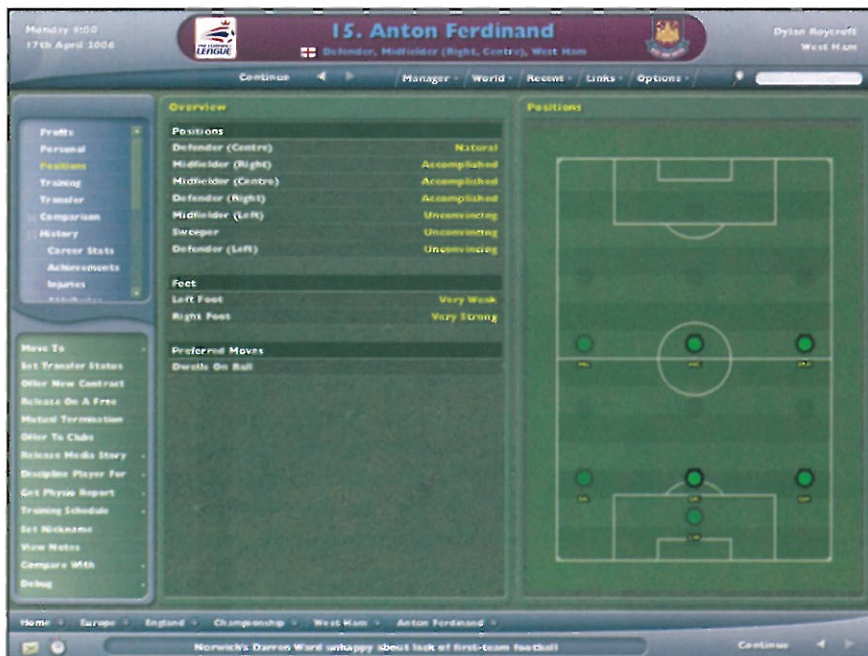 Monday 9:00
17th April 2006
THE FOOTBALL LEAGUE
15. Anton Ferdinand
Defender, Midfielder (Right, Centre), West Ham
Dylan Roycroft
West Ham
Continue
Manager
World
Recent
Links
Options
Profile
Personal
Positions
Training
Transfer
Comparison
History
Career Stats
Achievements
Injuries
Overview
Positions
Defender (Centre) Natural
Midfielder (Right) Accomplished
Midfielder (Centre) Accomplished
Defender (Right) Accomplished
Midfielder (Left) Unconvincing
Sweeper Unconvincing
Defender (Left) Unconvincing
Feet
Left Foot Very Weak
Right Foot Very Strong
Preferred Moves
Dwells On Ball
Positions
Move To
Set Transfer Status
Offer New Contract
Release On A Free
Mutual Termination
Offer To Clubs
Release Media Story
Discipline Player For
Get Physio Report
Training Schedule
Set Nickname
View Notes
Compare With
Debug
Home
Europe
England
Championship
West Ham
Anton Ferdinand
Norwich's Darren Ward unhappy about lack of first-team football
Continue